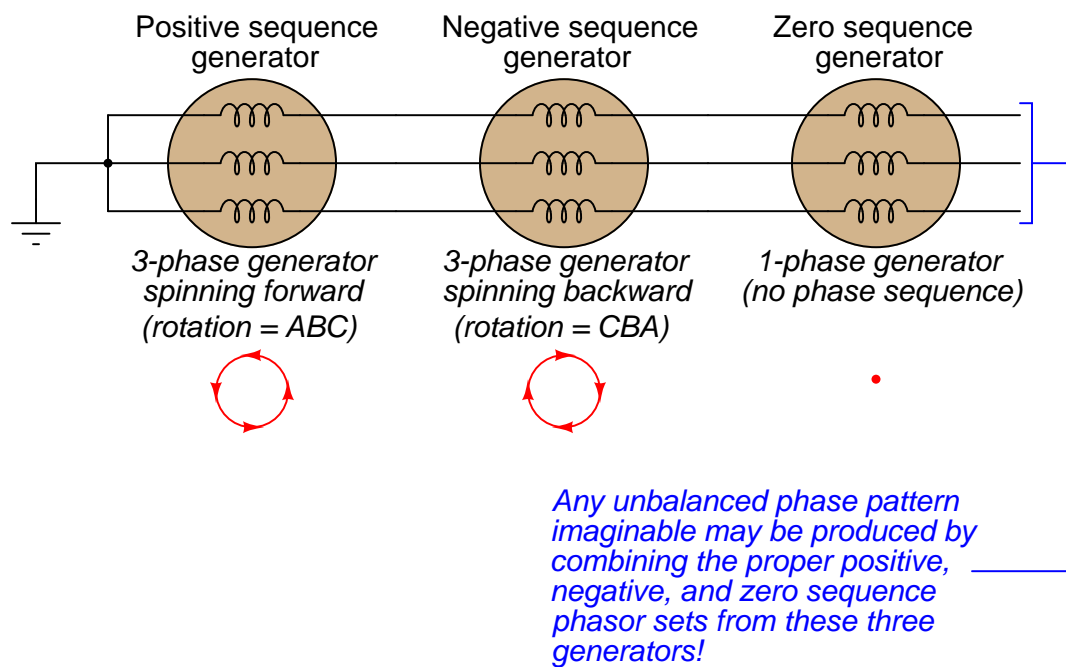 Positive sequence
generator
Negative sequence
generator
Zero sequence
generator
3-phase generator
spinning forward
(rotation = ABC)
3-phase generator
spinning backward
(rotation = CBA)
1-phase generator
(no phase sequence)
Any unbalanced phase pattern
imaginable may be produced by
combining the proper positive,
negative, and zero sequence
phasor sets from these three
generators!